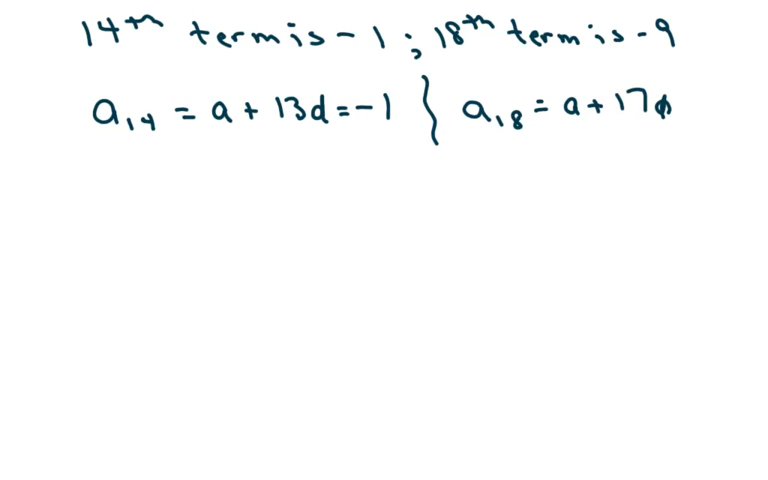 14th term is -1 ; 18th term is -9
a14 = a + 13d = -1 } a18 = a + 17d